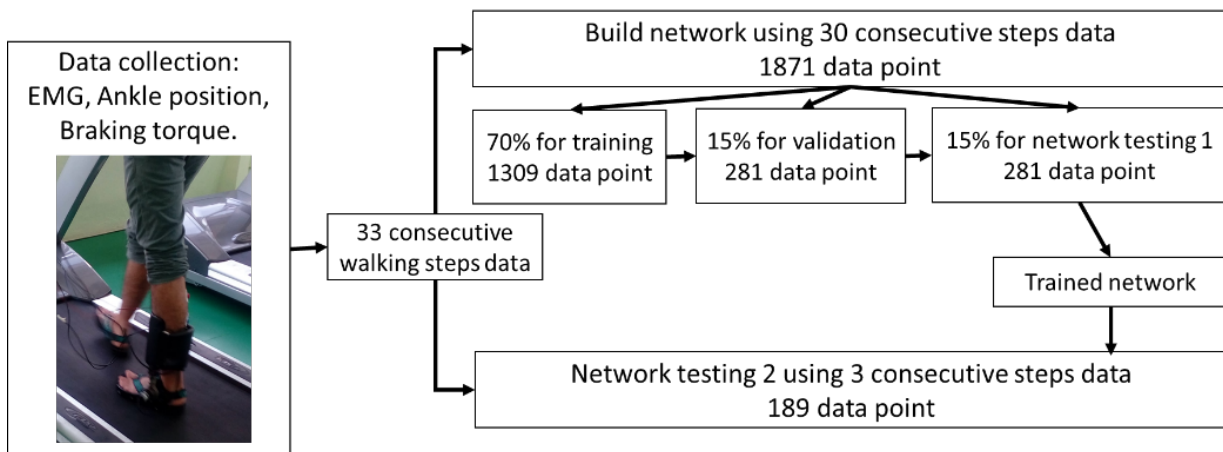 Data collection:
EMG, Ankle position,
Braking torque.
33 consecutive
walking steps data
Build network using 30 consecutive steps data
1871 data point
70% for training
1309 data point
15% for validation
281 data point
15% for network testing 1
281 data point
Trained network
Network testing 2 using 3 consecutive steps data
189 data point